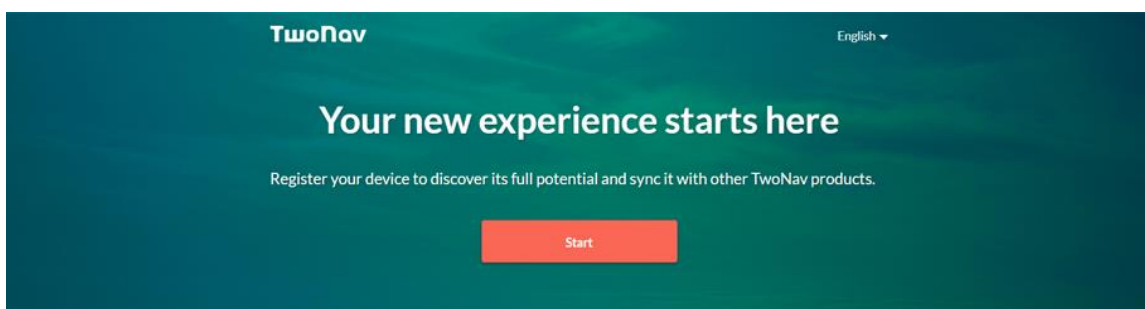 TwoNav
English
Your new experience starts here
Register your device to discover its full potential and sync it with other TwoNav products.
Start